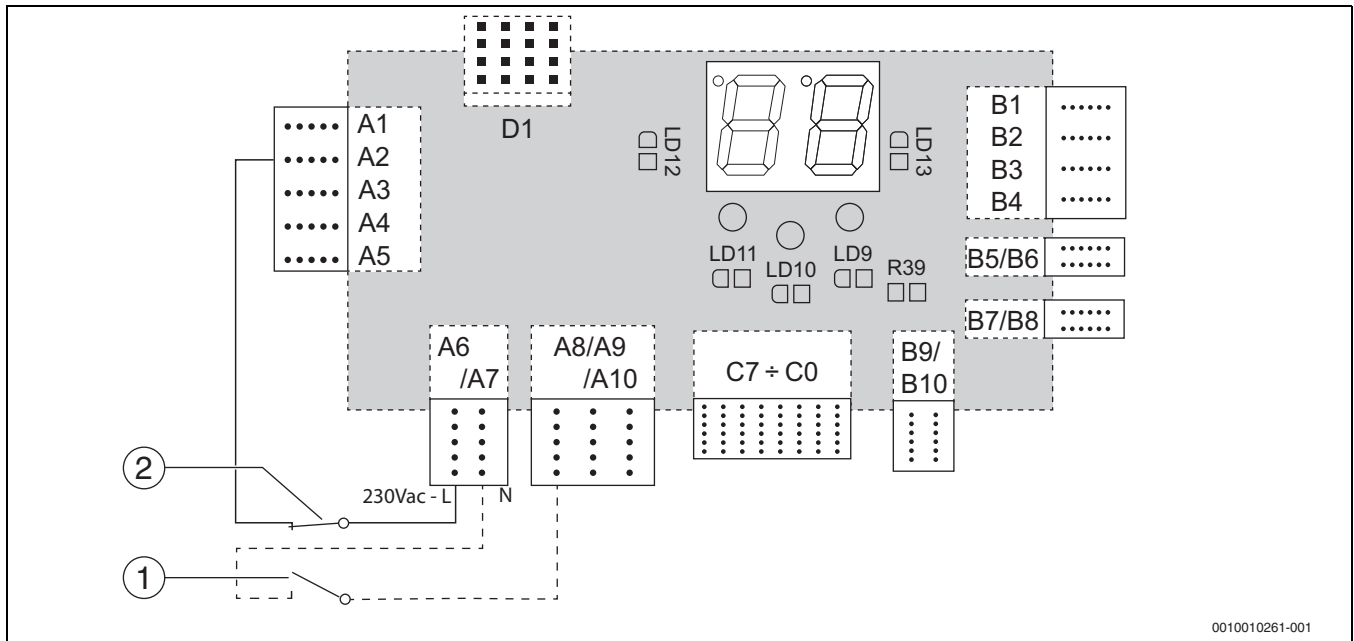 D1
A1
A2
A3
A4
A5
LD12
LD13
B1
B2
B3
B4
LD11
LD10
LD9
R39
B5/B6
B7/B8
A6
/A7
A8/A9
/A10
C7 ÷ C0
B9/
B10
2
230Vac - L
N
1
0010010261-001